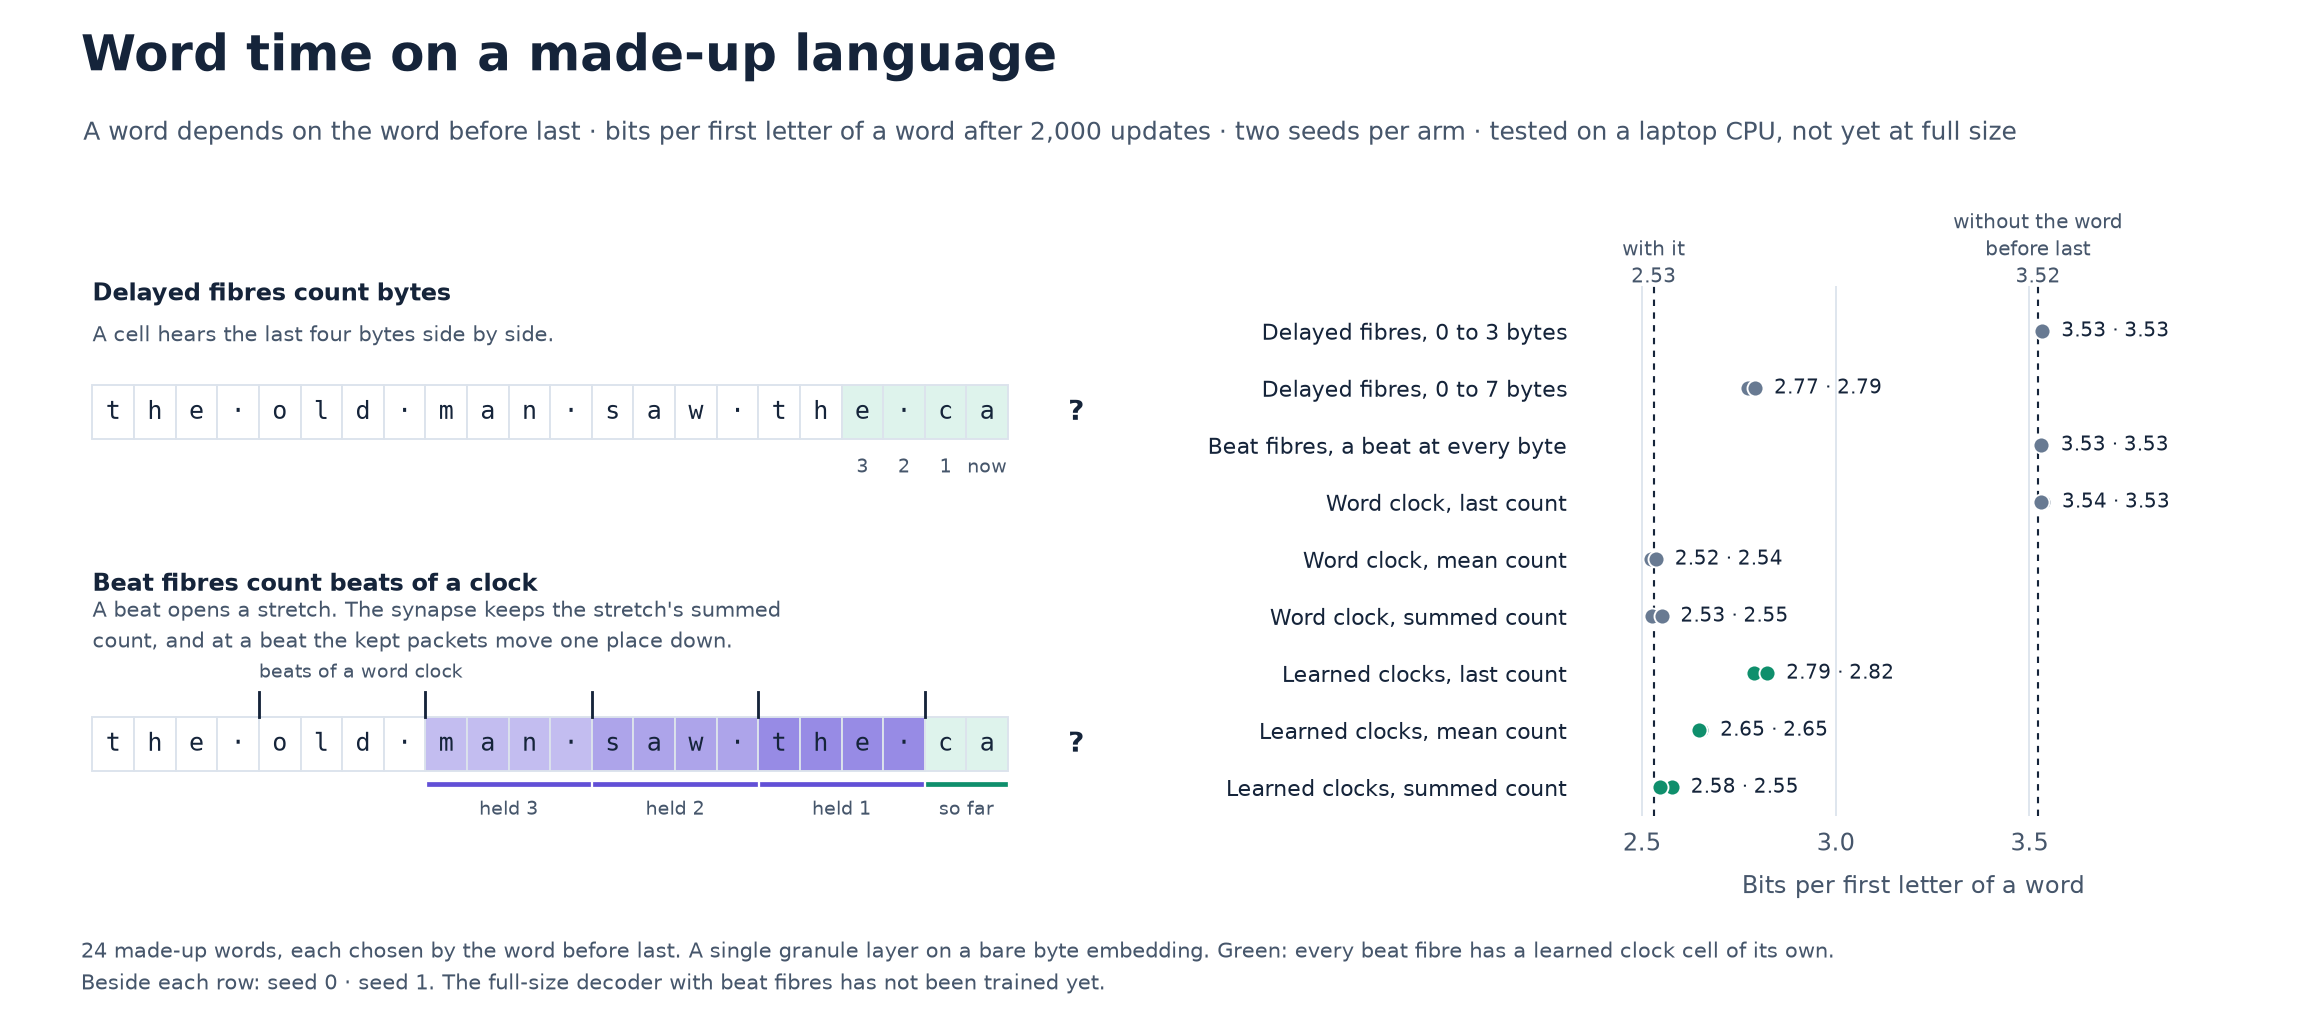 Word time on a made-up language
A word depends on the word before last · bits per first letter of a word after 2,000 updates · two seeds per arm · tested on a laptop CPU, not yet at full size
Delayed fibres count bytes
A cell hears the last four bytes side by side.
t h e · o l d · m a n · s a w · t h e · c a ?
3 2 1 now
Beat fibres count beats of a clock
A beat opens a stretch. The synapse keeps the stretch's summed
count, and at a beat the kept packets move one place down.
beats of a word clock
t h e · o l d · m a n · s a w · t h e · c a ?
held 3 held 2 held 1 so far
without the word
with it before last
2.53 3.52
Delayed fibres, 0 to 3 bytes 3.53 · 3.53
Delayed fibres, 0 to 7 bytes 2.77 · 2.79
Beat fibres, a beat at every byte 3.53 · 3.53
Word clock, last count 3.54 · 3.53
Word clock, mean count 2.52 · 2.54
Word clock, summed count 2.53 · 2.55
Learned clocks, last count 2.79 · 2.82
Learned clocks, mean count 2.65 · 2.65
Learned clocks, summed count 2.58 · 2.55
2.5 3.0 3.5
Bits per first letter of a word
24 made-up words, each chosen by the word before last. A single granule layer on a bare byte embedding. Green: every beat fibre has a learned clock cell of its own.
Beside each row: seed 0 · seed 1. The full-size decoder with beat fibres has not been trained yet.